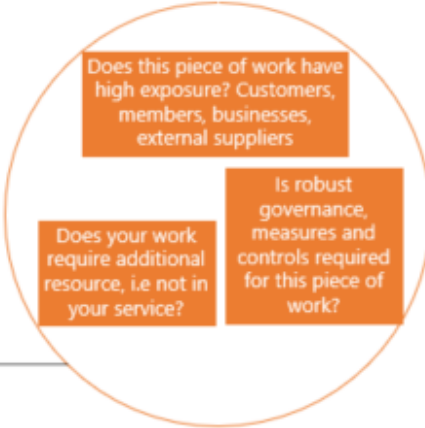 Does this piece of work have
high exposure? Customers,
members, businesses,
external suppliers
Does your work
require additional
resource, i.e not in
your service?
Is robust
governance,
measures and
controls required
for this piece of
work?